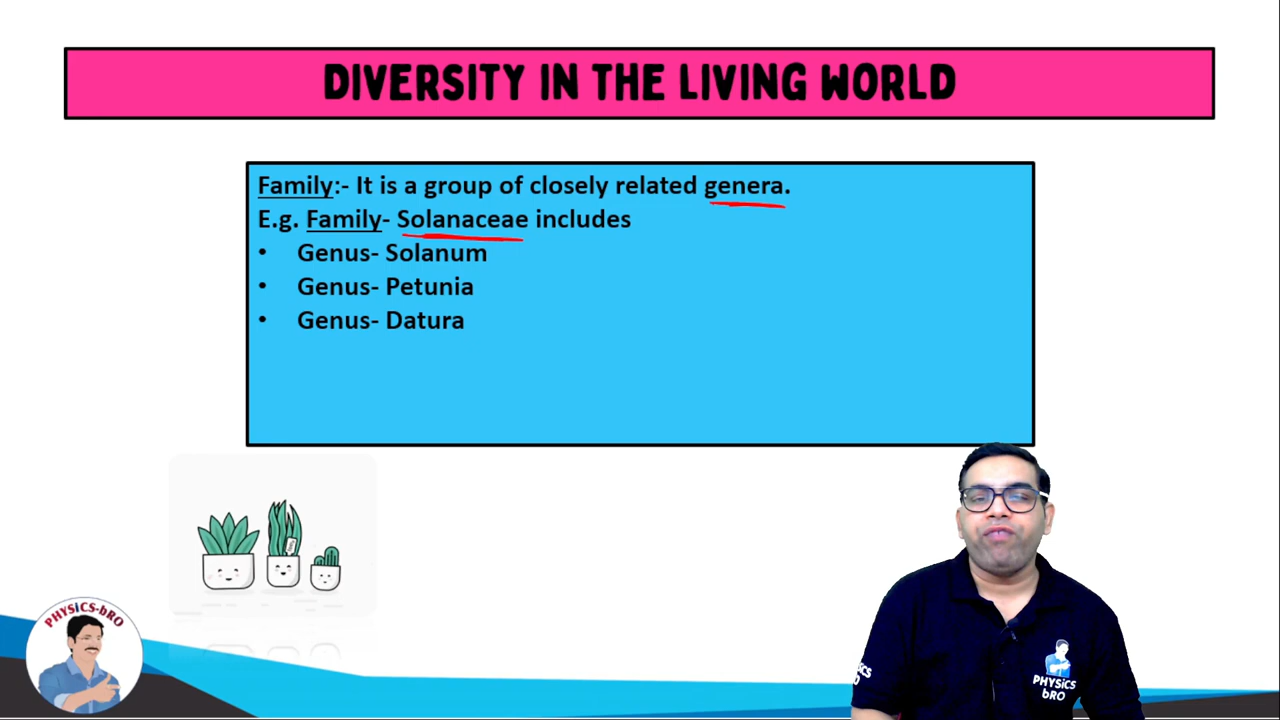 DIVERSITY IN THE LIVING WORLD
Family:- It is a group of closely related genera.
E.g. Family- Solanaceae includes
• Genus- Solanum
• Genus- Petunia
• Genus- Datura
PHYSiCS-bRO
PHYSiCS
bRO